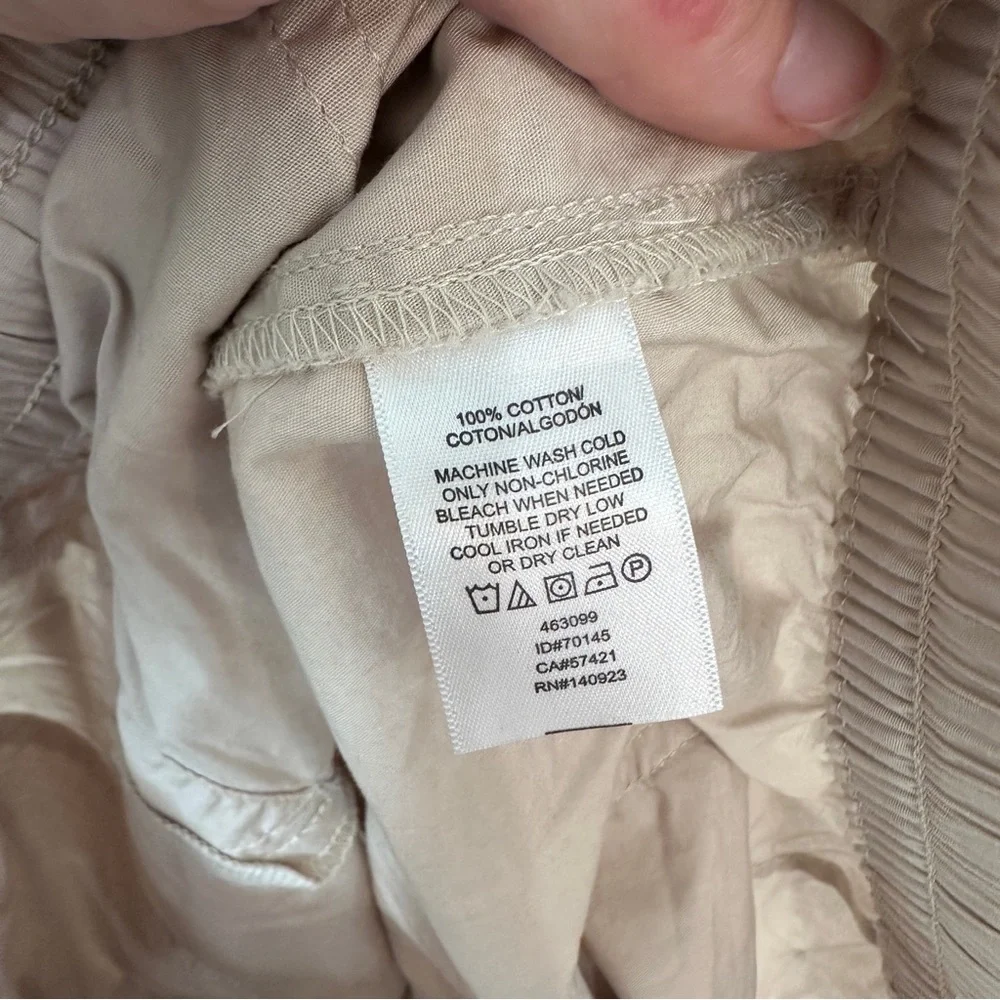 100% COTTON/
COTON/ALGODÓN
MACHINE WASH COLD
ONLY NON-CHLORINE
BLEACH WHEN NEEDED
TUMBLE DRY LOW
COOL IRON IF NEEDED
OR DRY CLEAN
P
463099
ID#70145
CA#57421
RN#140923